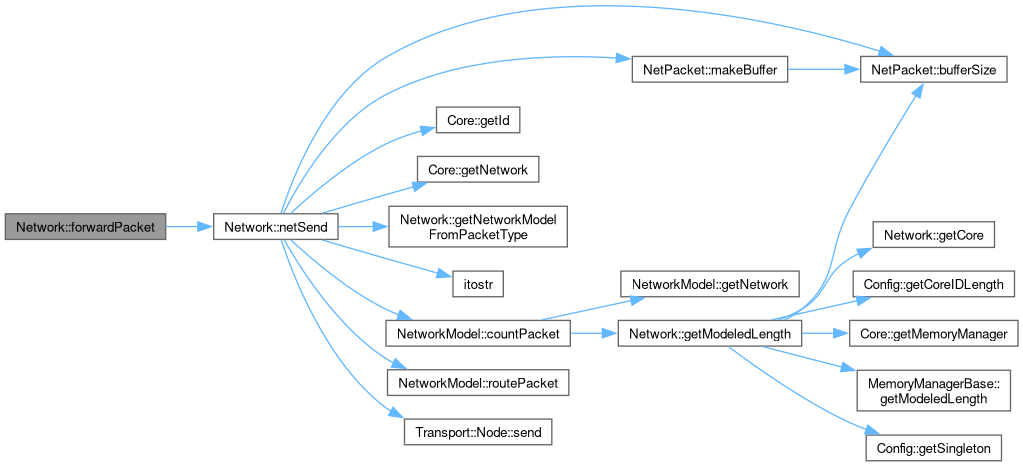 Network::forwardPacket
Network::netSend
NetPacket::makeBuffer
NetPacket::bufferSize
Core::getId
Core::getNetwork
Network::getNetworkModel
FromPacketType
itostr
NetworkModel::countPacket
NetworkModel::routePacket
Transport::Node::send
NetworkModel::getNetwork
Network::getModeledLength
Network::getCore
Config::getCoreIDLength
Core::getMemoryManager
MemoryManagerBase::
getModeledLength
Config::getSingleton